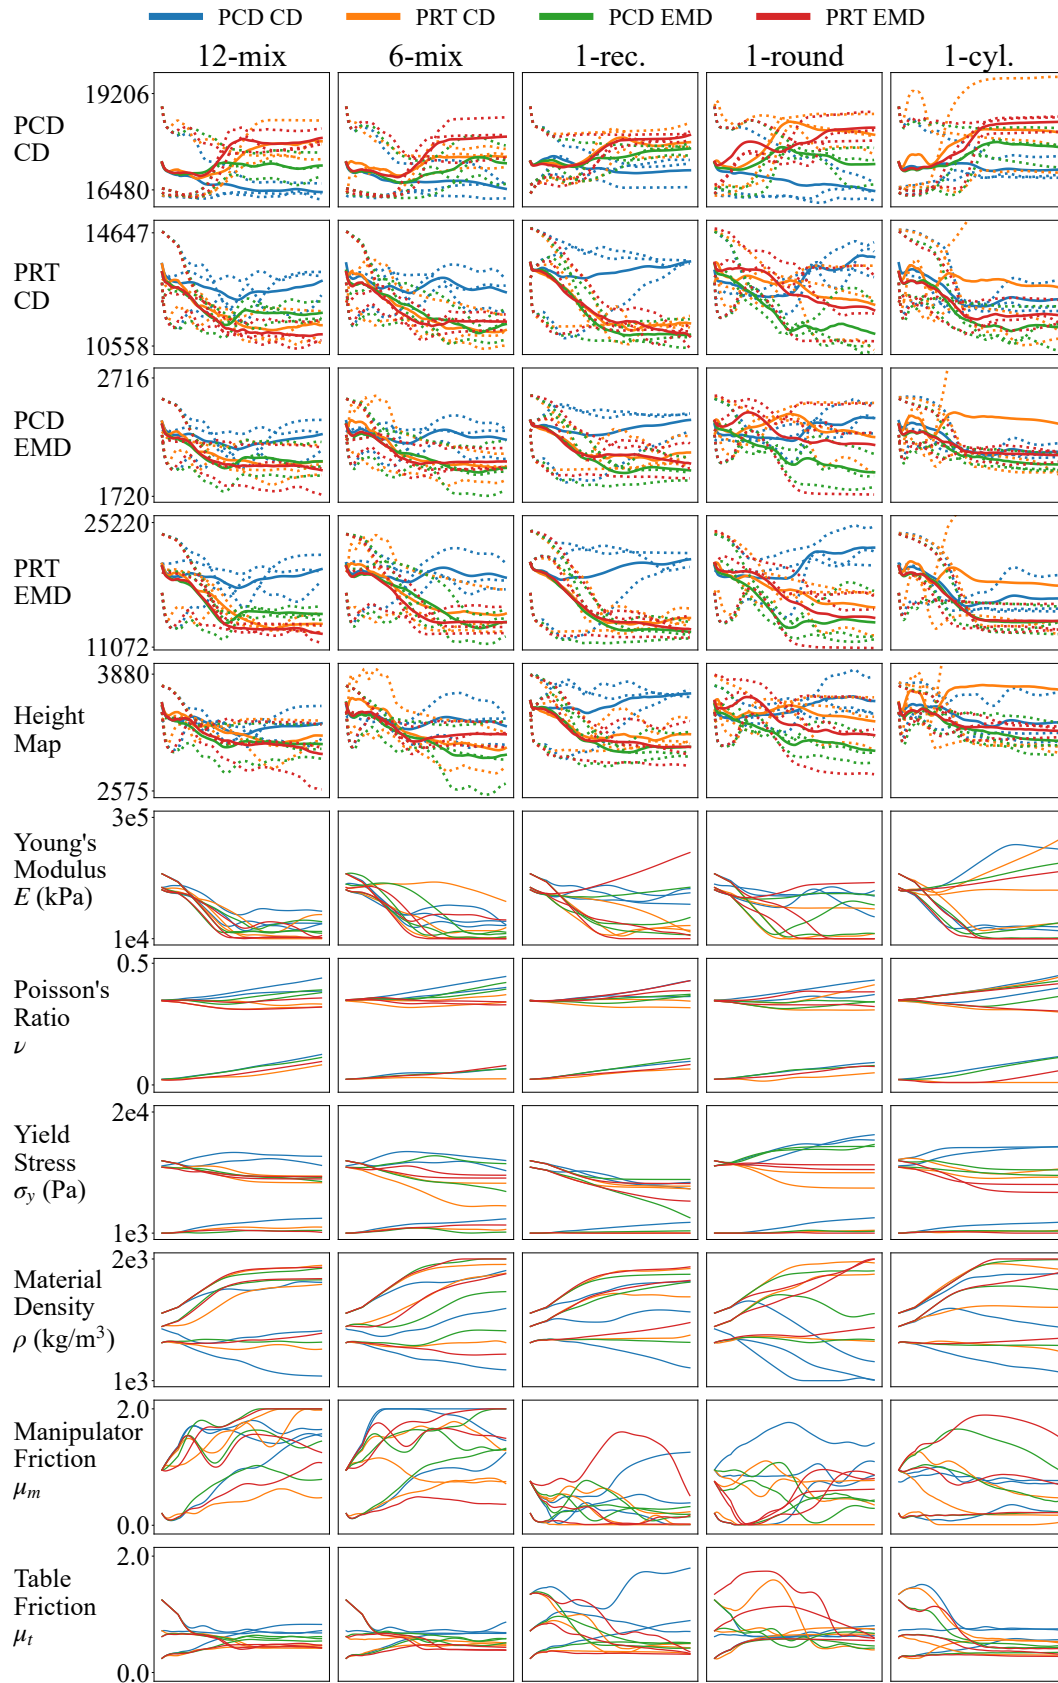 PCD CD PRT CD PCD EMD PRT EMD
12-mix 6-mix 1-rec. 1-round 1-cyl.
PCD
CD
19206
16480
PRT
CD
14647
10558
PCD
EMD
2716
1720
PRT
EMD
25220
11072
Height
Map
3880
2575
Young's
Modulus
E (kPa)
3e5
1e4
Poisson's
Ratio
ν
0.5
0
Yield
Stress
σ_y (Pa)
2e4
1e3
Material
Density
ρ (kg/m³)
2e3
1e3
Manipulator
Friction
μ_m
2.0
0.0
Table
Friction
μ_t
2.0
0.0